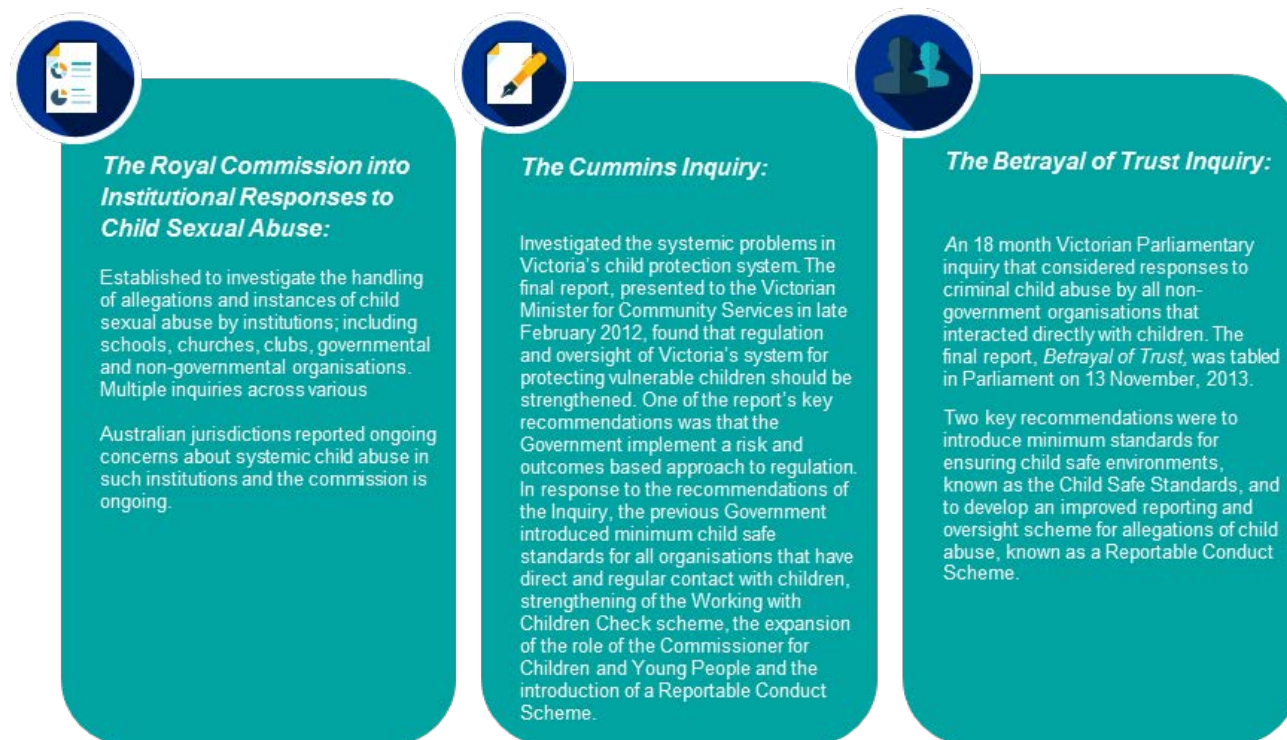 The Royal Commission into
Institutional Responses to
Child Sexual Abuse:
Established to investigate the handling
of allegations and instances of child
sexual abuse by institutions; including
schools, churches, clubs, governmental
and non-governmental organisations.
Multiple inquiries across various
Australian jurisdictions reported ongoing
concerns about systemic child abuse in
such institutions and the commission is
ongoing.
The Cummins Inquiry:
Investigated the systemic problems in
Victoria's child protection system. The
final report, presented to the Victorian
Minister for Community Services in late
February 2012, found that regulation
and oversight of Victoria's system for
protecting vulnerable children should be
strengthened. One of the report's key
recommendations was that the
Government implement a risk and
outcomes based approach to regulation.
In response to the recommendations of
the Inquiry, the previous Government
introduced minimum child safe
standards for all organisations that have
direct and regular contact with children,
strengthening of the Working with
Children Check scheme, the expansion
of the role of the Commissioner for
Children and Young People and the
introduction of a Reportable Conduct
Scheme.
The Betrayal of Trust Inquiry:
An 18 month Victorian Parliamentary
inquiry that considered responses to
criminal child abuse by all non-
government organisations that
interacted directly with children. The
final report, Betrayal of Trust, was tabled
in Parliament on 13 November, 2013.
Two key recommendations were to
introduce minimum standards for
ensuring child safe environments,
known as the Child Safe Standards, and
to develop an improved reporting and
oversight scheme for allegations of child
abuse, known as a Reportable Conduct
Scheme.